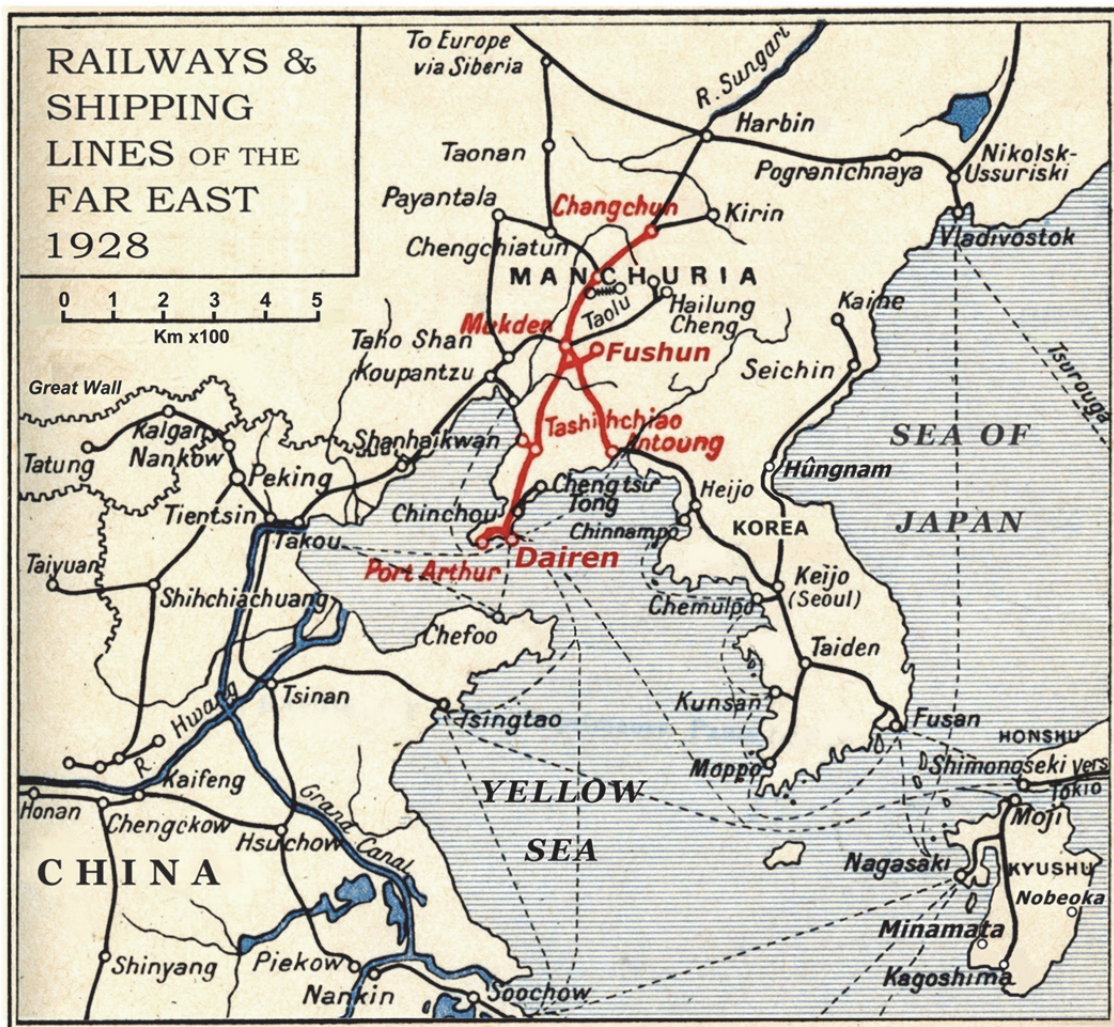 RAILWAYS &
SHIPPING
LINES OF THE
FAR EAST
1928
0 1 2 3 4 5
Km x100
To Europe
via Siberia
R. Sungari
Harbin
Taonan
Pogranichnaya
Nikolsk-
Ussuriski
Payantala
Changchun
Kirin
Vladivostok
Chengchiatun
MANCHURIA
Taolu
Hailung
Cheng
Kaine
Mukden
Taho Shan
Fushun
Koupantzu
Seichin
Tsurouga
Great Wall
Kalgan
Nankow
Tatung
Shanhaikwan
Tashihchiao
Antoung
SEA OF
JAPAN
Peking
Hûngnam
Chengtsu
Tong
Heijo
Tientsin
Chinchou
Chinnampo
KOREA
Takou
Dairen
Port Arthur
Taiyuan
Shihchiachuang
Keijo
(Seoul)
Chemulpo
Chefoo
Taiden
R. Hwang
Tsinan
Tsingtao
Kunsan
Fusan
HONSHU
Moppo
Shimonoseki vers
Tokio
Kaifeng
YELLOW
SEA
Honan
Chengckow
Grand Canal
Moji
Hsuchow
CHINA
Nagasaki
KYUSHU
Nobeoka
Minamata
Shinyang
Piekow
Kagoshima
Nankin
Soochow